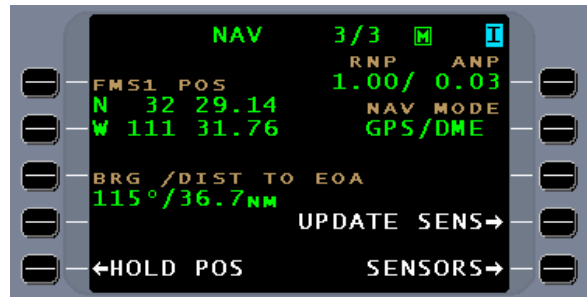 NAV 3/3 M I
RNP ANP
FMS1 POS 1.00/ 0.03
N 32 29.14 NAV MODE
W 111 31.76 GPS/DME
BRG /DIST TO EOA
115°/36.7NM
UPDATE SENS→
←HOLD POS SENSORS→